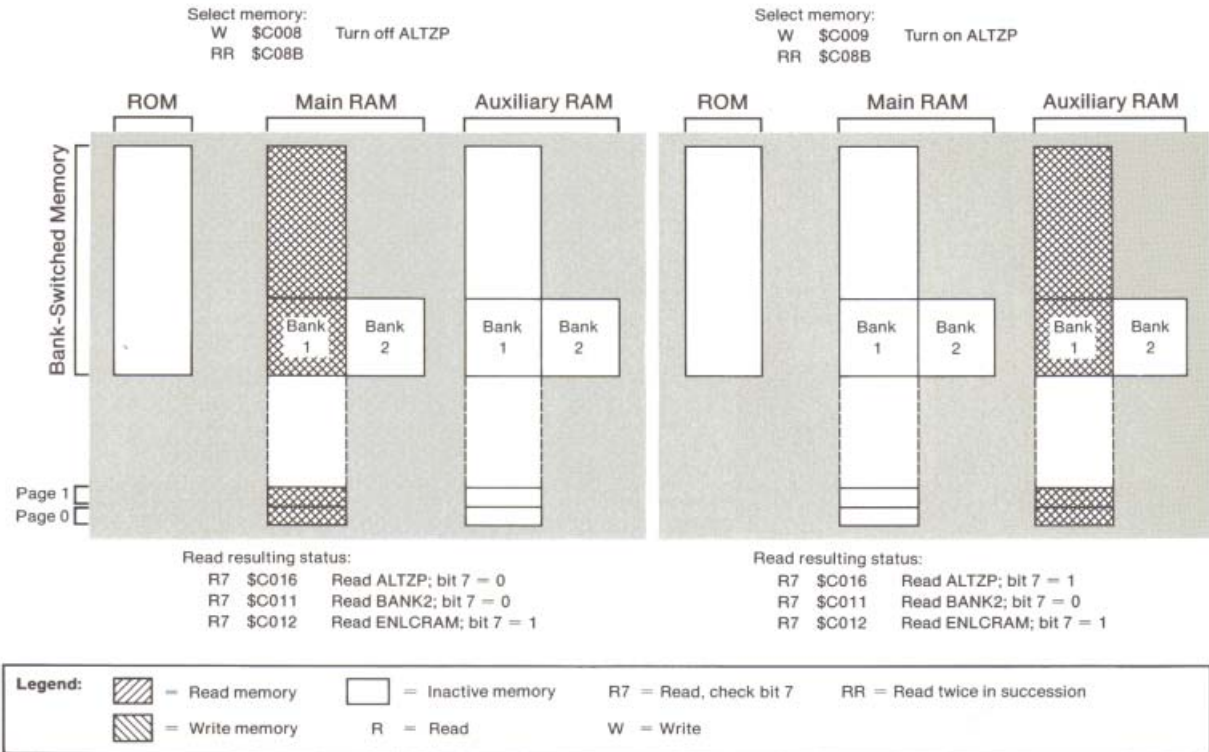 Select memory:
W $C008 Turn off ALTZP
RR $C08B
ROM Main RAM Auxiliary RAM
Bank-Switched Memory
Bank 1
Bank 2
Bank 1
Bank 2
Page 1
Page 0
Read resulting status:
R7 $C016 Read ALTZP; bit 7 = 0
R7 $C011 Read BANK2; bit 7 = 0
R7 $C012 Read ENLCRAM; bit 7 = 1
Select memory:
W $C009 Turn on ALTZP
RR $C08B
ROM Main RAM Auxiliary RAM
Bank 1
Bank 2
Bank 1
Bank 2
Read resulting status:
R7 $C016 Read ALTZP; bit 7 = 1
R7 $C011 Read BANK2; bit 7 = 0
R7 $C012 Read ENLCRAM; bit 7 = 1
Legend: = Read memory = Inactive memory R7 = Read, check bit 7 RR = Read twice in succession
= Write memory R = Read W = Write